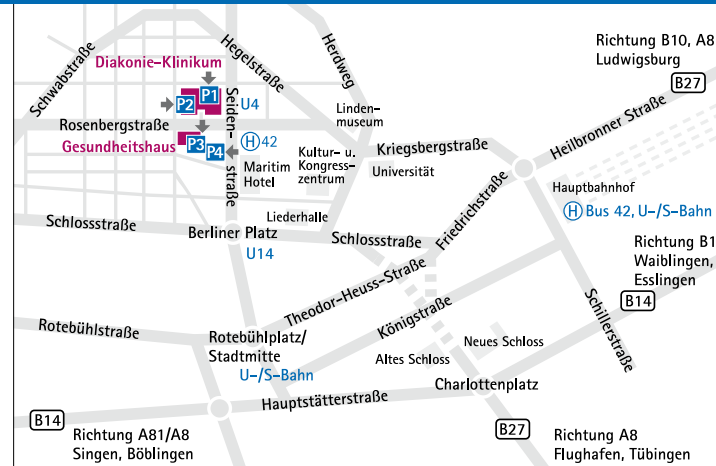 Schwabstraße
Hegelstraße
Herdweg
Richtung B10, A8
Ludwigsburg
B27
Diakonie-Klinikum
P1
P2
U4
Seiden-
straße
Linden-
museum
Heilbronner Straße
Rosenbergstraße
Gesundheitshaus
P3
P4
H 42
Maritim
Hotel
Kultur- u.
Kongress-
zentrum
Kriegsbergstraße
Universität
Friedrichstraße
Hauptbahnhof
H Bus 42, U-/S-Bahn
Schlossstraße
Liederhalle
Berliner Platz
U14
Schlossstraße
Richtung B1
Waiblingen,
Esslingen
B14
Theodor-Heuss-Straße
Königstraße
Schillerstraße
Rotebühlstraße
Rotebühlplatz/
Stadtmitte
U-/S-Bahn
Neues Schloss
Altes Schloss
Charlottenplatz
Hauptstätterstraße
B14
Richtung A81/A8
Singen, Böblingen
B27
Richtung A8
Flughafen, Tübingen